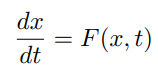 dx/dt = F(x, t)